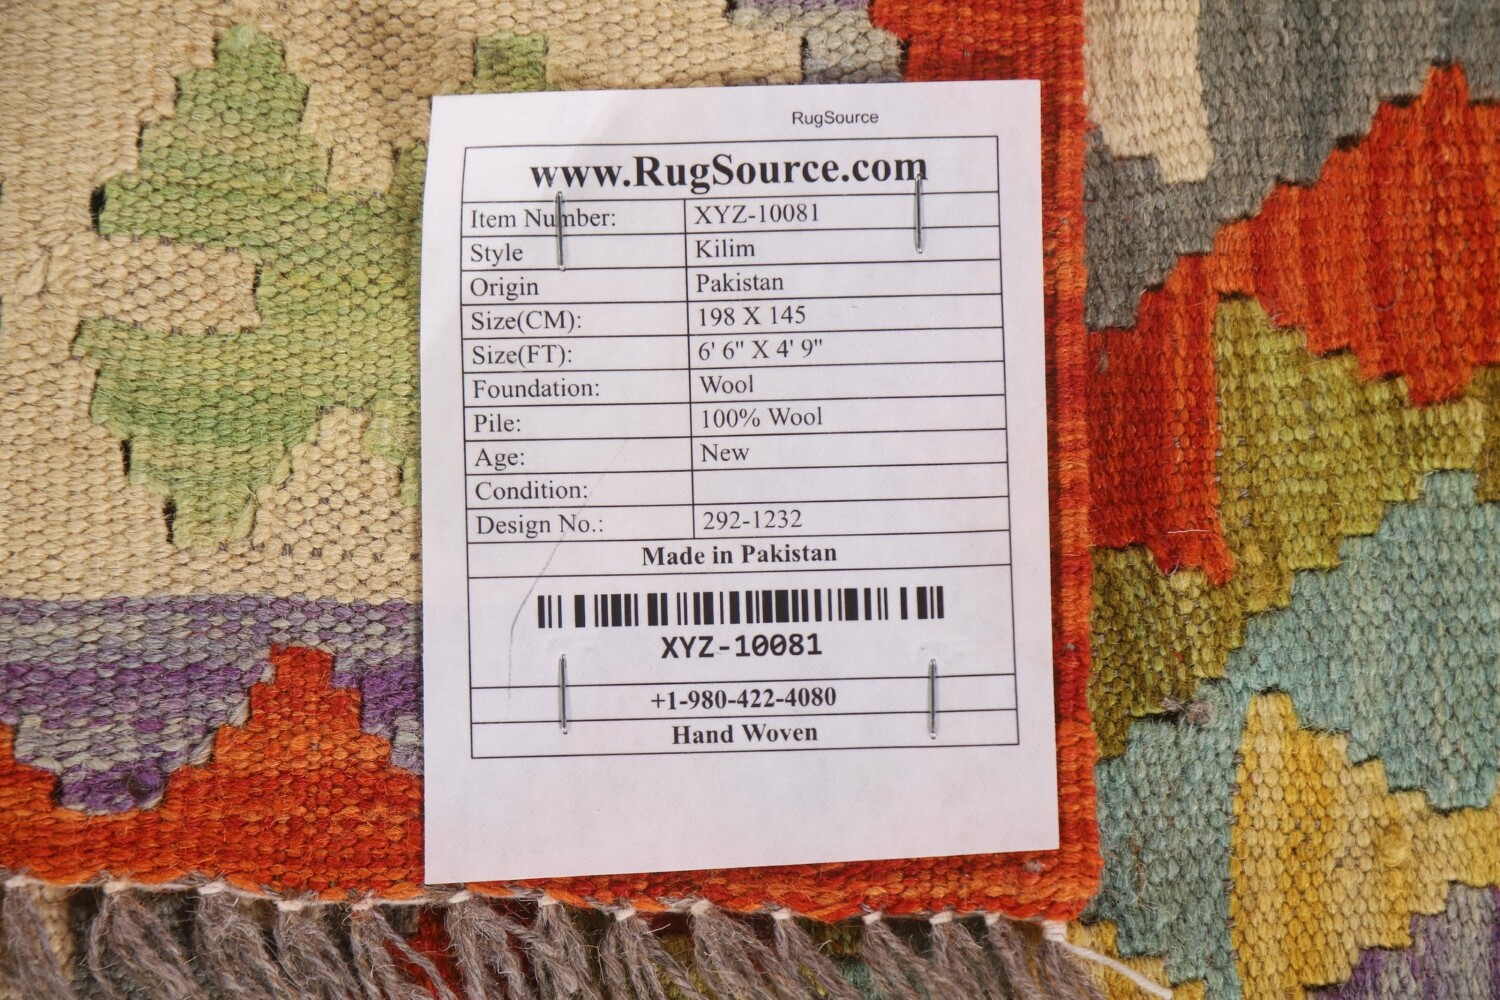 RugSource
www.RugSource.com
Item Number: XYZ-10081
Style Kilim
Origin Pakistan
Size(CM): 198 X 145
Size(FT): 6' 6" X 4' 9"
Foundation: Wool
Pile: 100% Wool
Age: New
Condition:
Design No.: 292-1232
Made in Pakistan
XYZ-10081
+1-980-422-4080
Hand Woven